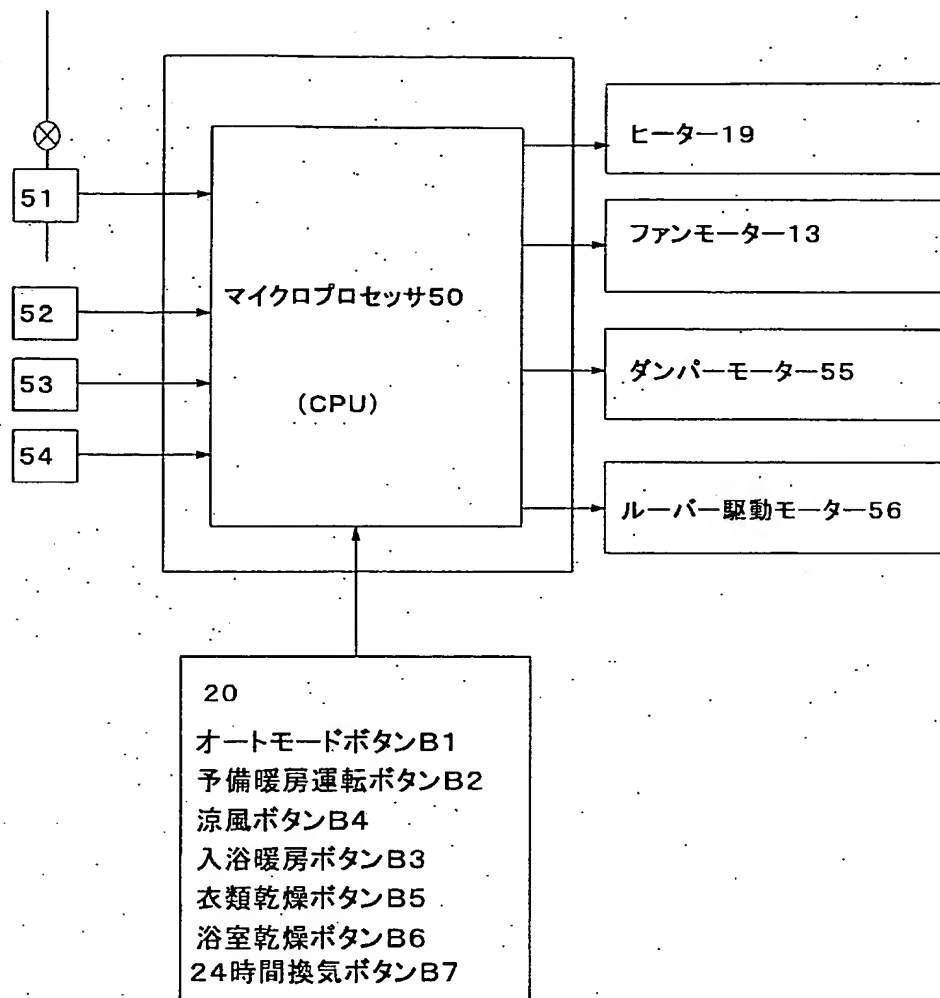 ヒーター19
51
ファンモーター13
マイクロプロセッサ50
52
ダンパーモーター55
53
(CPU)
54
ルーバー駆動モーター56
20
オートモードボタンB1
予備暖房運転ボタンB2
涼風ボタンB4
入浴暖房ボタンB3
衣類乾燥ボタンB5
浴室乾燥ボタンB6
24時間換気ボタンB7